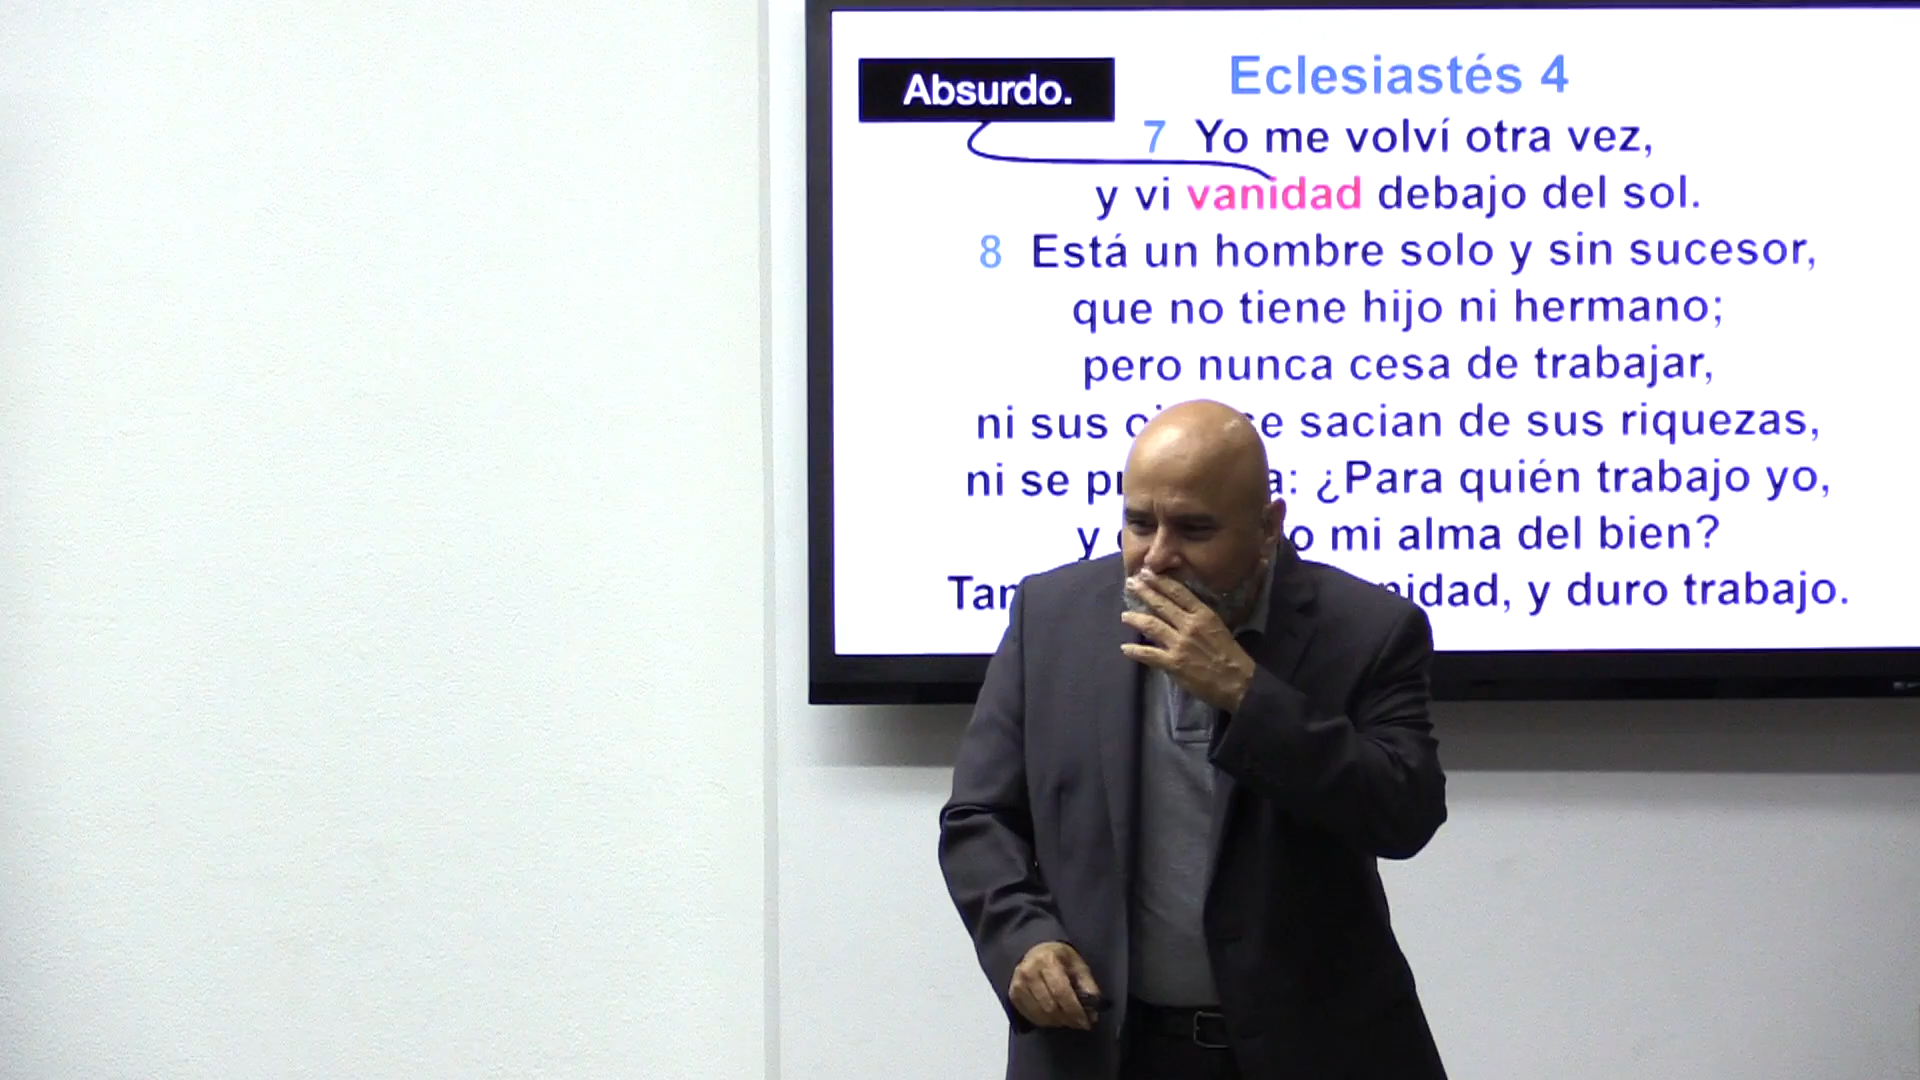 Absurdo.
Eclesiastés 4
7 Yo me volví otra vez,
y vi vanidad debajo del sol.
8 Está un hombre solo y sin sucesor,
que no tiene hijo ni hermano;
pero nunca cesa de trabajar,
ni sus se sacian de sus riquezas,
ni se ¿Para quién trabajo yo,
y mi alma del bien?
y duro trabajo.